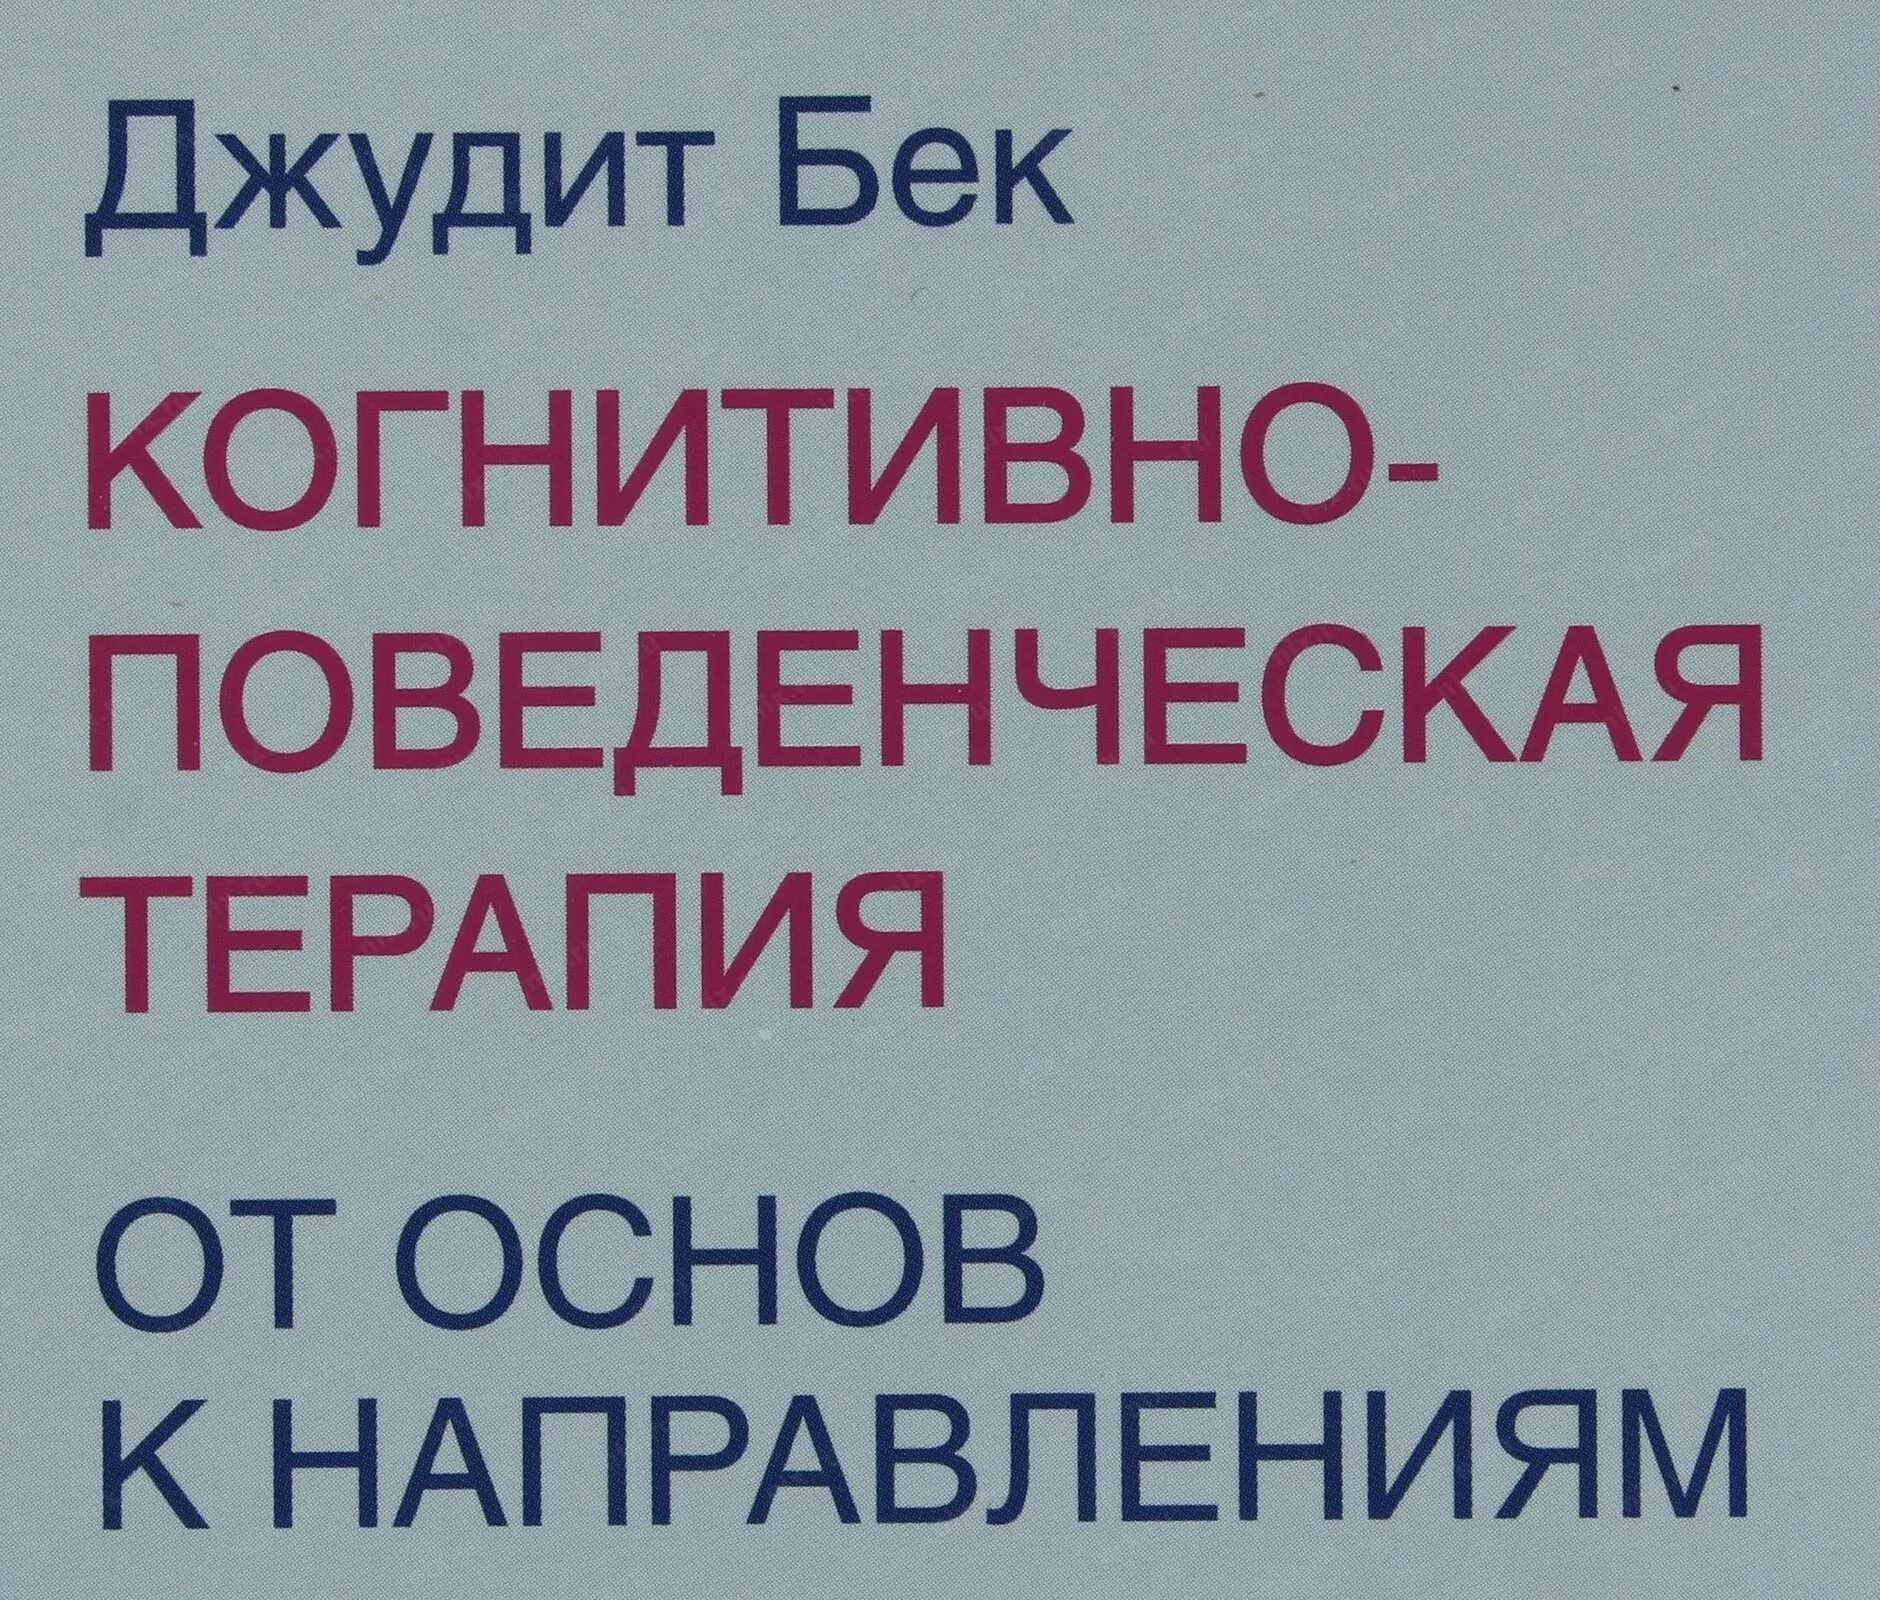 Джудит Бек
КОГНИТИВНО-
ПОВЕДЕНЧЕСКАЯ
ТЕРАПИЯ
ОТ ОСНОВ
К НАПРАВЛЕНИЯМ